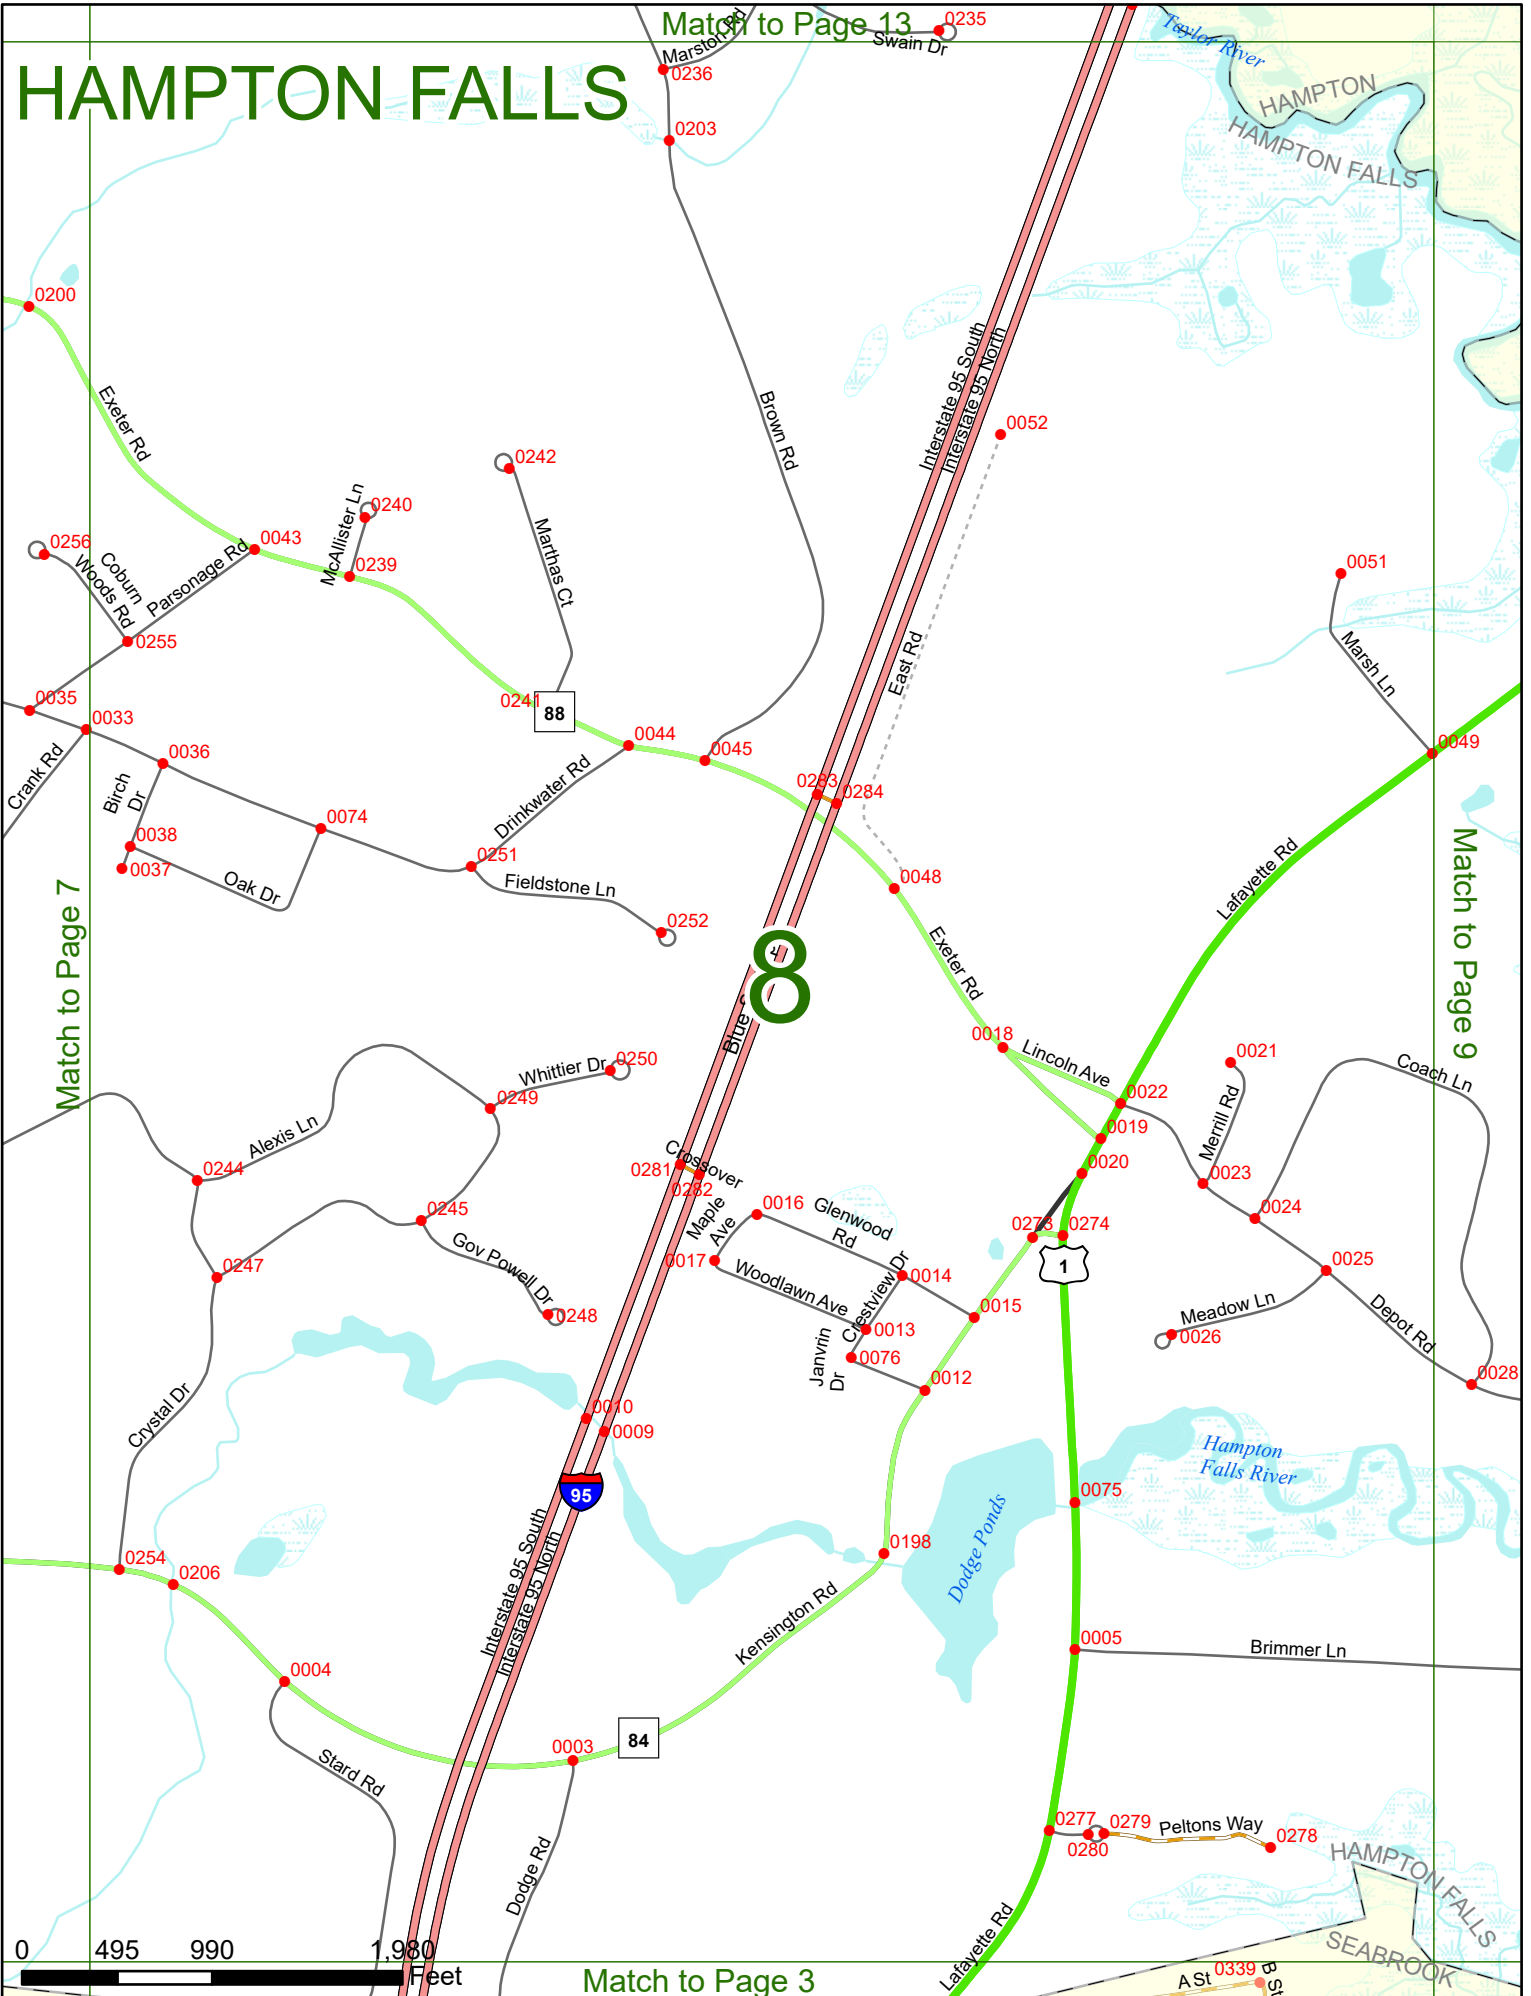 Match to Page 13
HAMPTON FALLS
Marston Rd
0236
0203
Swain Dr
0235
Taylor River
HAMPTON
HAMPTON FALLS
0200
Exeter Rd
Brown Rd
Interstate 95 South
Interstate 95 North
0052
0242
0240
McAllister Ln
Marthas Ct
0256
Coburn
Woods Rd
Parsonage Rd
0043
0239
0255
0051
Marsh Ln
East Rd
0035
0033
0241
88
0044
0045
0049
Crank Rd
0036
Birch
Dr
0038
0037
0074
Oak Dr
Drinkwater Rd
0251
Fieldstone Ln
0252
0283
0284
0048
Lafayette Rd
Match to Page 7
Match to Page 9
8
Blue
Exeter Rd
0018
Lincoln Ave
0022
0019
0020
0021
Merrill Rd
0023
0024
Coach Ln
Whittier Dr
0250
0249
Alexis Ln
0244
0245
0247
Gov Powell Dr
0248
Crossover
0281
0282
Maple
Ave
0016
0017
Glenwood
Rd
Woodlawn Ave
Crestview Dr
0014
0013
0015
0273
0274
1
0025
Meadow Ln
0026
Depot Rd
0028
Janvrin
Dr
0076
0012
Crystal Dr
0010
0009
95
Hampton
Falls River
0075
Dodge Ponds
0198
0254
0206
Interstate 95 South
Interstate 95 North
Kensington Rd
0005
Brimmer Ln
0004
84
0003
Stard Rd
Dodge Rd
0277
0280
0279
Peltons Way
0278
HAMPTON FALLS
SEABROOK
Lafayette Rd
A St
0339
B St
0 495 990 1,980
Feet
Match to Page 3